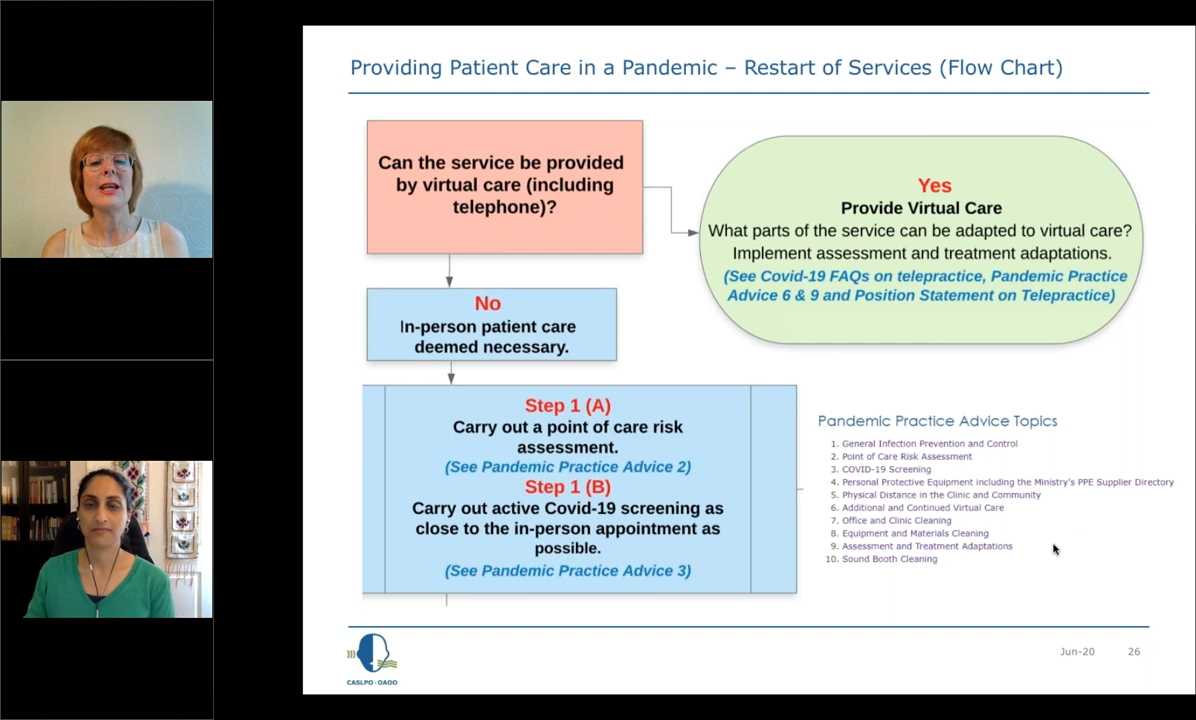 Providing Patient Care in a Pandemic – Restart of Services (Flow Chart)
Can the service be provided
by virtual care (including
telephone)?
Yes
Provide Virtual Care
What parts of the service can be adapted to virtual care?
Implement assessment and treatment adaptations.
(See Covid-19 FAQs on telepractice, Pandemic Practice
Advice 6 & 9 and Position Statement on Telepractice)
No
In-person patient care
deemed necessary.
Step 1 (A)
Carry out a point of care risk
assessment.
(See Pandemic Practice Advice 2)
Step 1 (B)
Carry out active Covid-19 screening as
close to the in-person appointment as
possible.
(See Pandemic Practice Advice 3)
Pandemic Practice Advice Topics
1. General Infection Prevention and Control
2. Point of Care Risk Assessment
3. COVID-19 Screening
4. Personal Protective Equipment including the Ministry's PPE Supplier Directory
5. Physical Distance in the Clinic and Community
6. Additional and Continued Virtual Care
7. Office and Clinic Cleaning
8. Equipment and Materials Cleaning
9. Assessment and Treatment Adaptations
10. Sound Booth Cleaning
CASLPO•OAOO
Jun-20 26